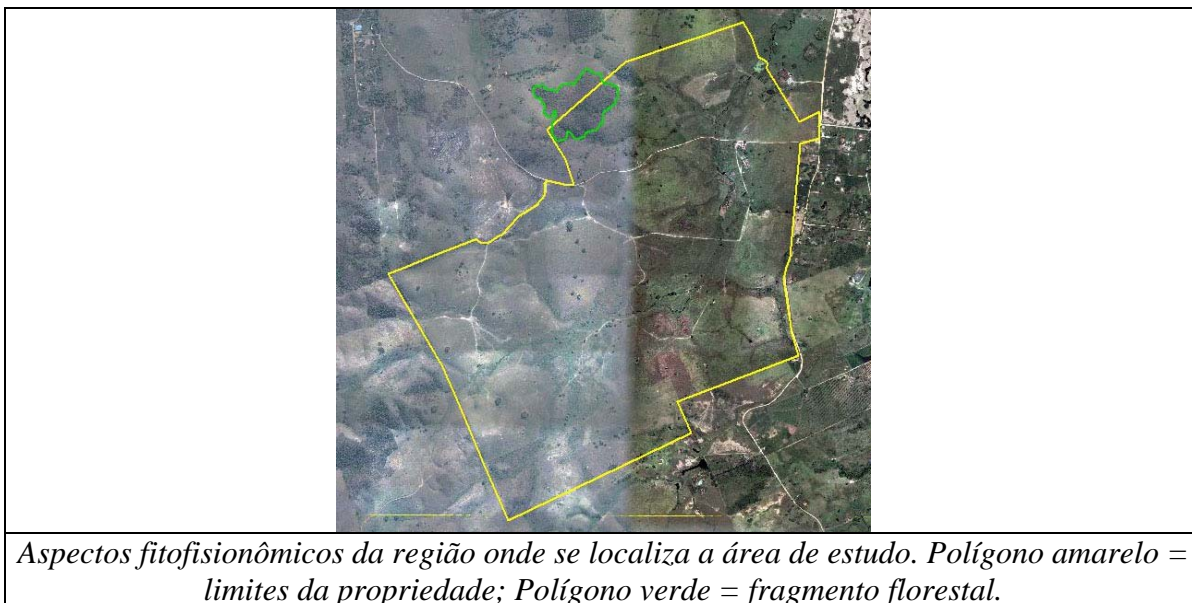 Aspectos fitofisionômicos da região onde se localiza a área de estudo. Polígono amarelo =
limites da propriedade; Polígono verde = fragmento florestal.